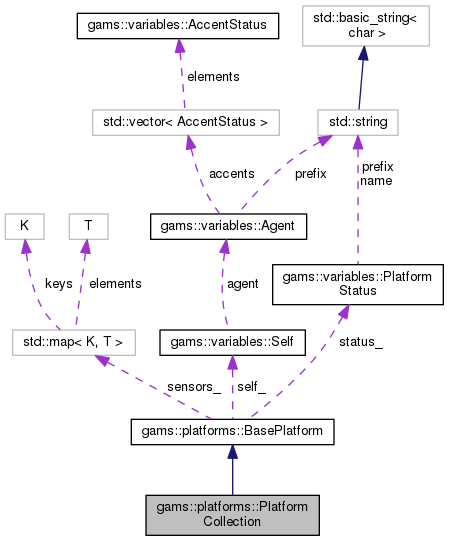 gams::variables::AccentStatus
std::basic_string<
char >
elements
std::vector< AccentStatus >
std::string
accents
prefix
prefix
name
K
T
gams::variables::Agent
gams::variables::Platform
Status
keys
elements
agent
std::map< K, T >
gams::variables::Self
status_
sensors_
self_
gams::platforms::BasePlatform
gams::platforms::Platform
Collection